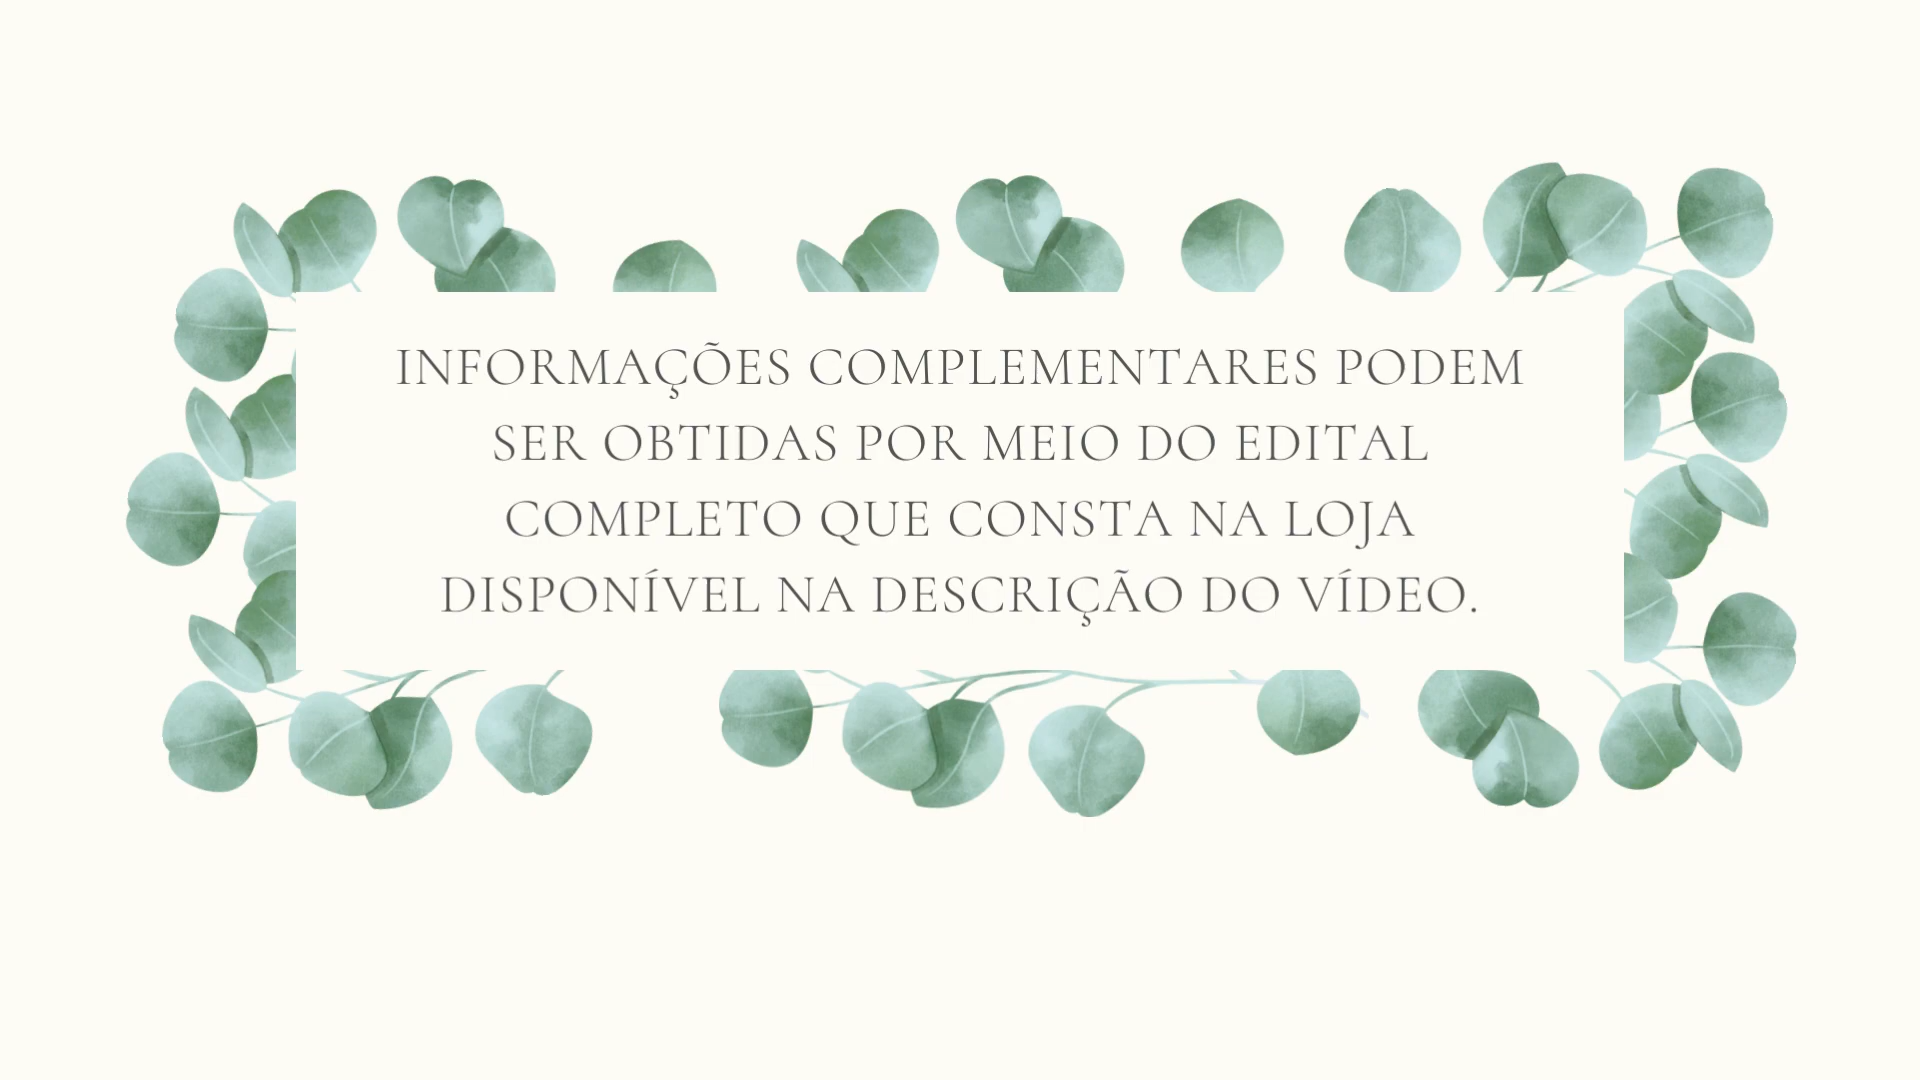 INFORMAÇÕES COMPLEMENTARES PODEM
SER OBTIDAS POR MEIO DO EDITAL
COMPLETO QUE CONSTA NA LOJA
DISPONÍVEL NA DESCRIÇÃO DO VÍDEO.